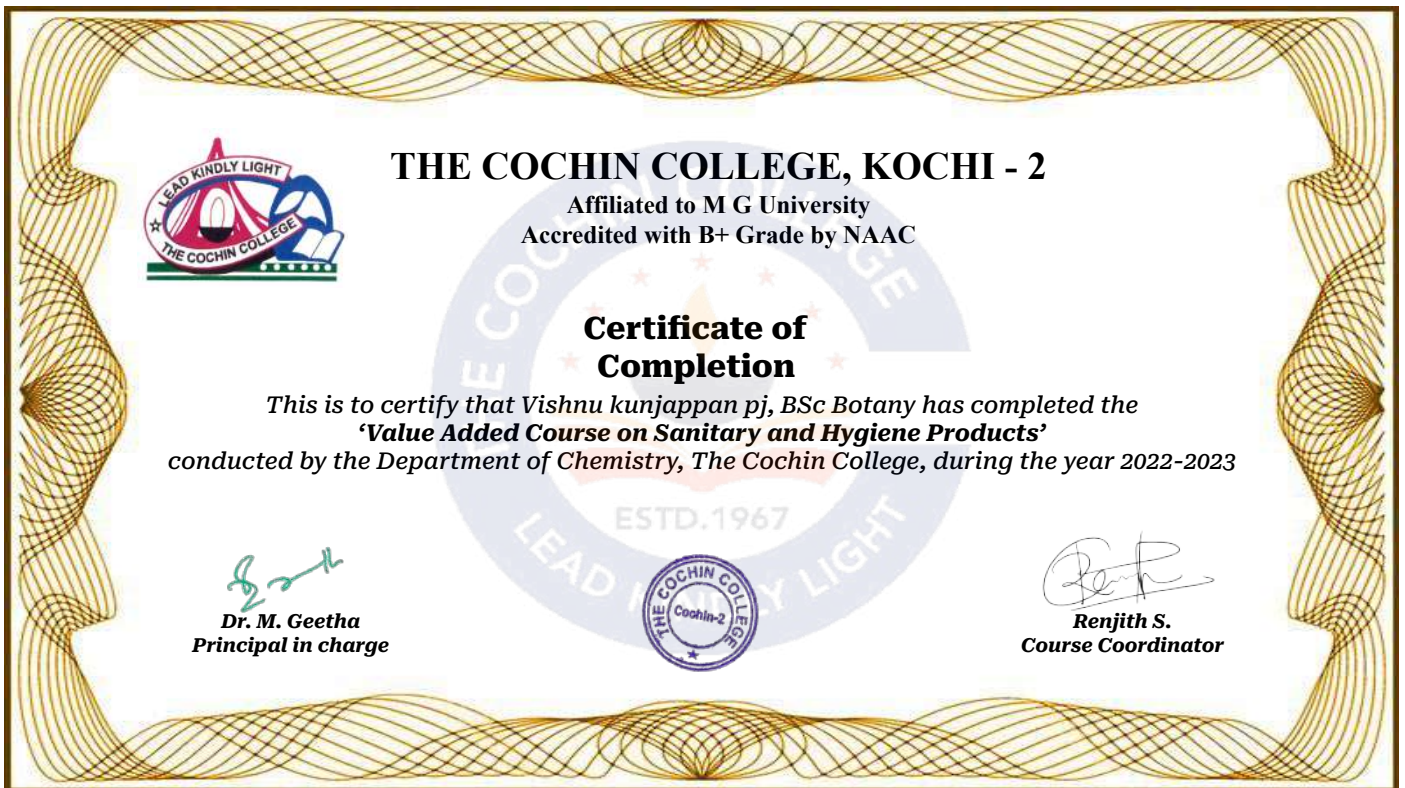 LEAD KINDLY LIGHT
THE COCHIN COLLEGE
THE COCHIN COLLEGE, KOCHI - 2
Affiliated to M G University
Accredited with B+ Grade by NAAC
THE COCHIN COLLEGE
Certificate of
Completion
This is to certify that Vishnu kunjappan pj, BSc Botany has completed the
‘Value Added Course on Sanitary and Hygiene Products’
conducted by the Department of Chemistry, The Cochin College, during the year 2022-2023
ESTD.1967
LEAD KINDLY LIGHT
Dr. M. Geetha
Principal in charge
THE COCHIN COLLEGE
Cochin-2
Renjith S.
Course Coordinator